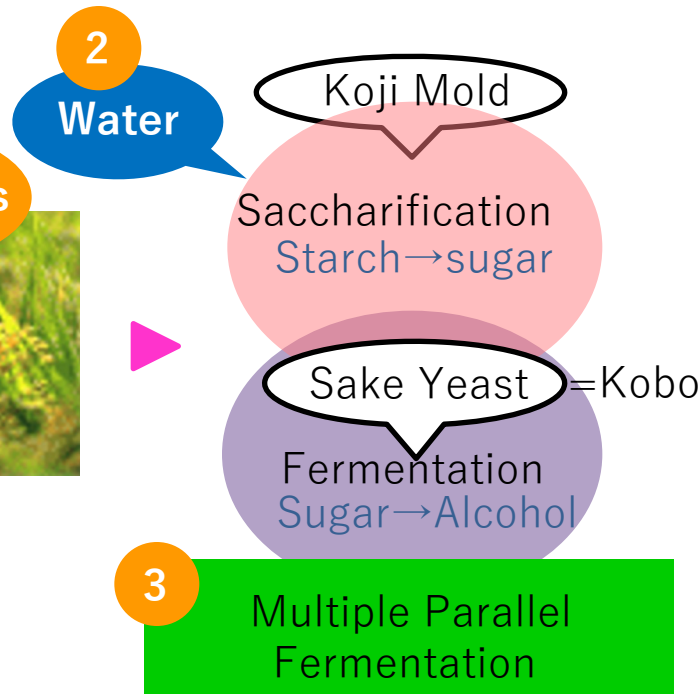 2
Water
Koji Mold
s
Saccharification
Starch→sugar
Sake Yeast
=Kobo
Fermentation
Sugar→Alcohol
3
Multiple Parallel
Fermentation